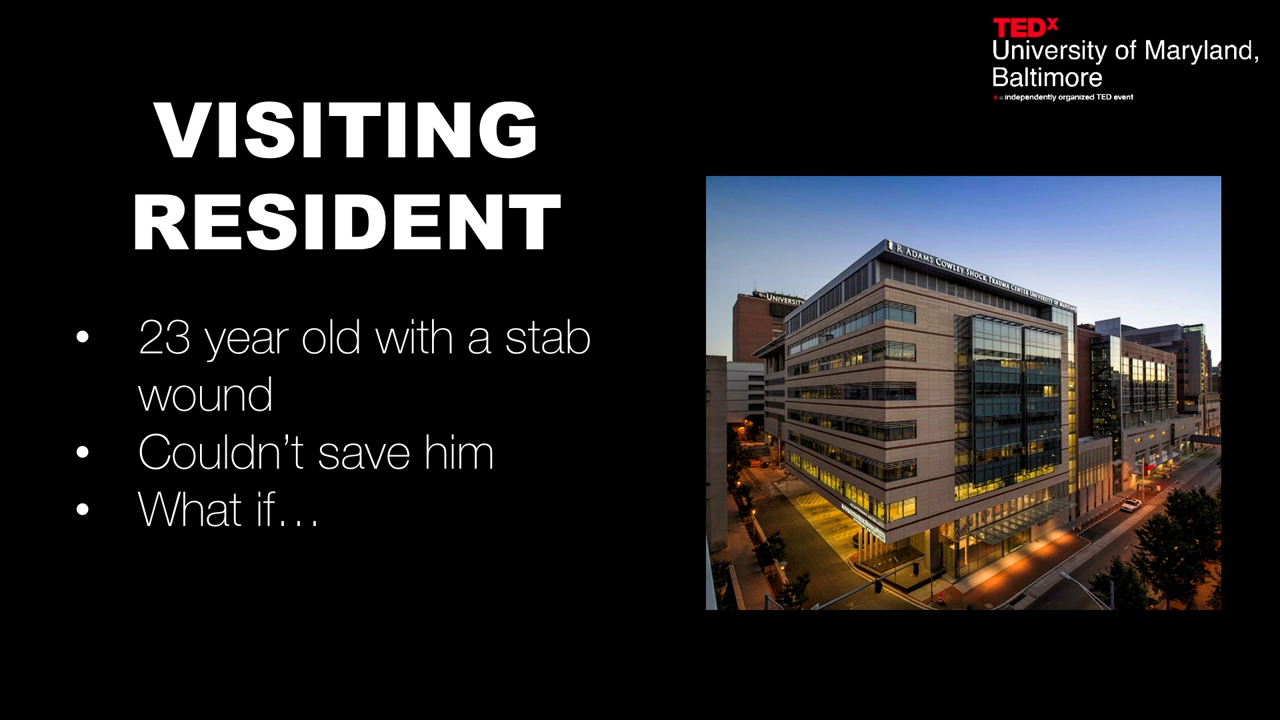 TEDx
University of Maryland,
Baltimore
x = independently organized TED event
VISITING
RESIDENT
• 23 year old with a stab
wound
• Couldn't save him
• What if…
R ADAMS COWLEY SHOCK TRAUMA CENTER UNIVERSITY OF MARYLAND
UNIVERSITY